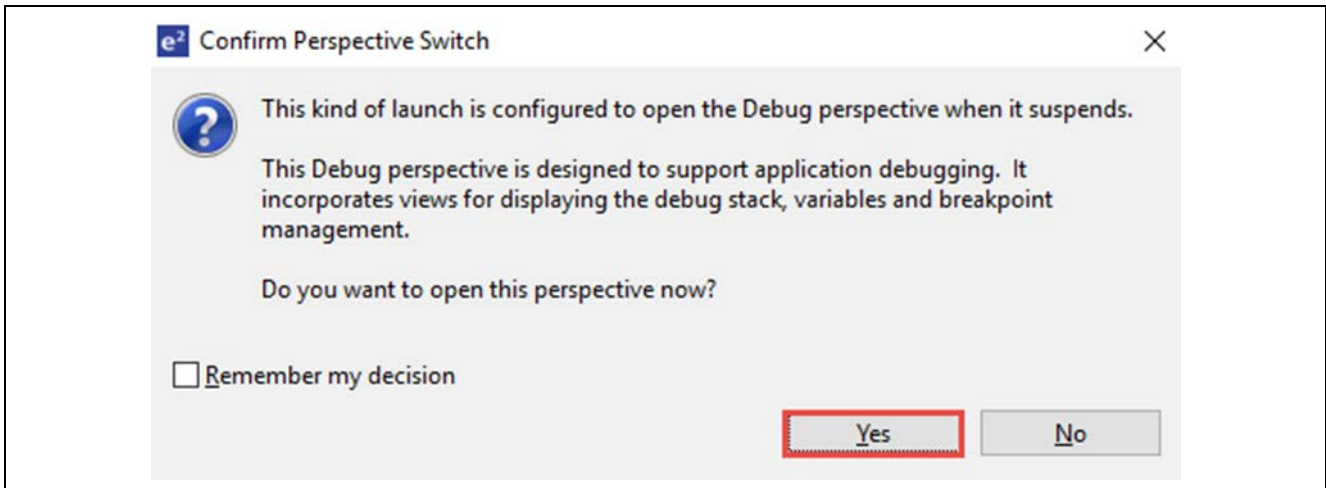 e² Confirm Perspective Switch
This kind of launch is configured to open the Debug perspective when it suspends.
This Debug perspective is designed to support application debugging. It
incorporates views for displaying the debug stack, variables and breakpoint
management.
Do you want to open this perspective now?
Remember my decision
Yes No